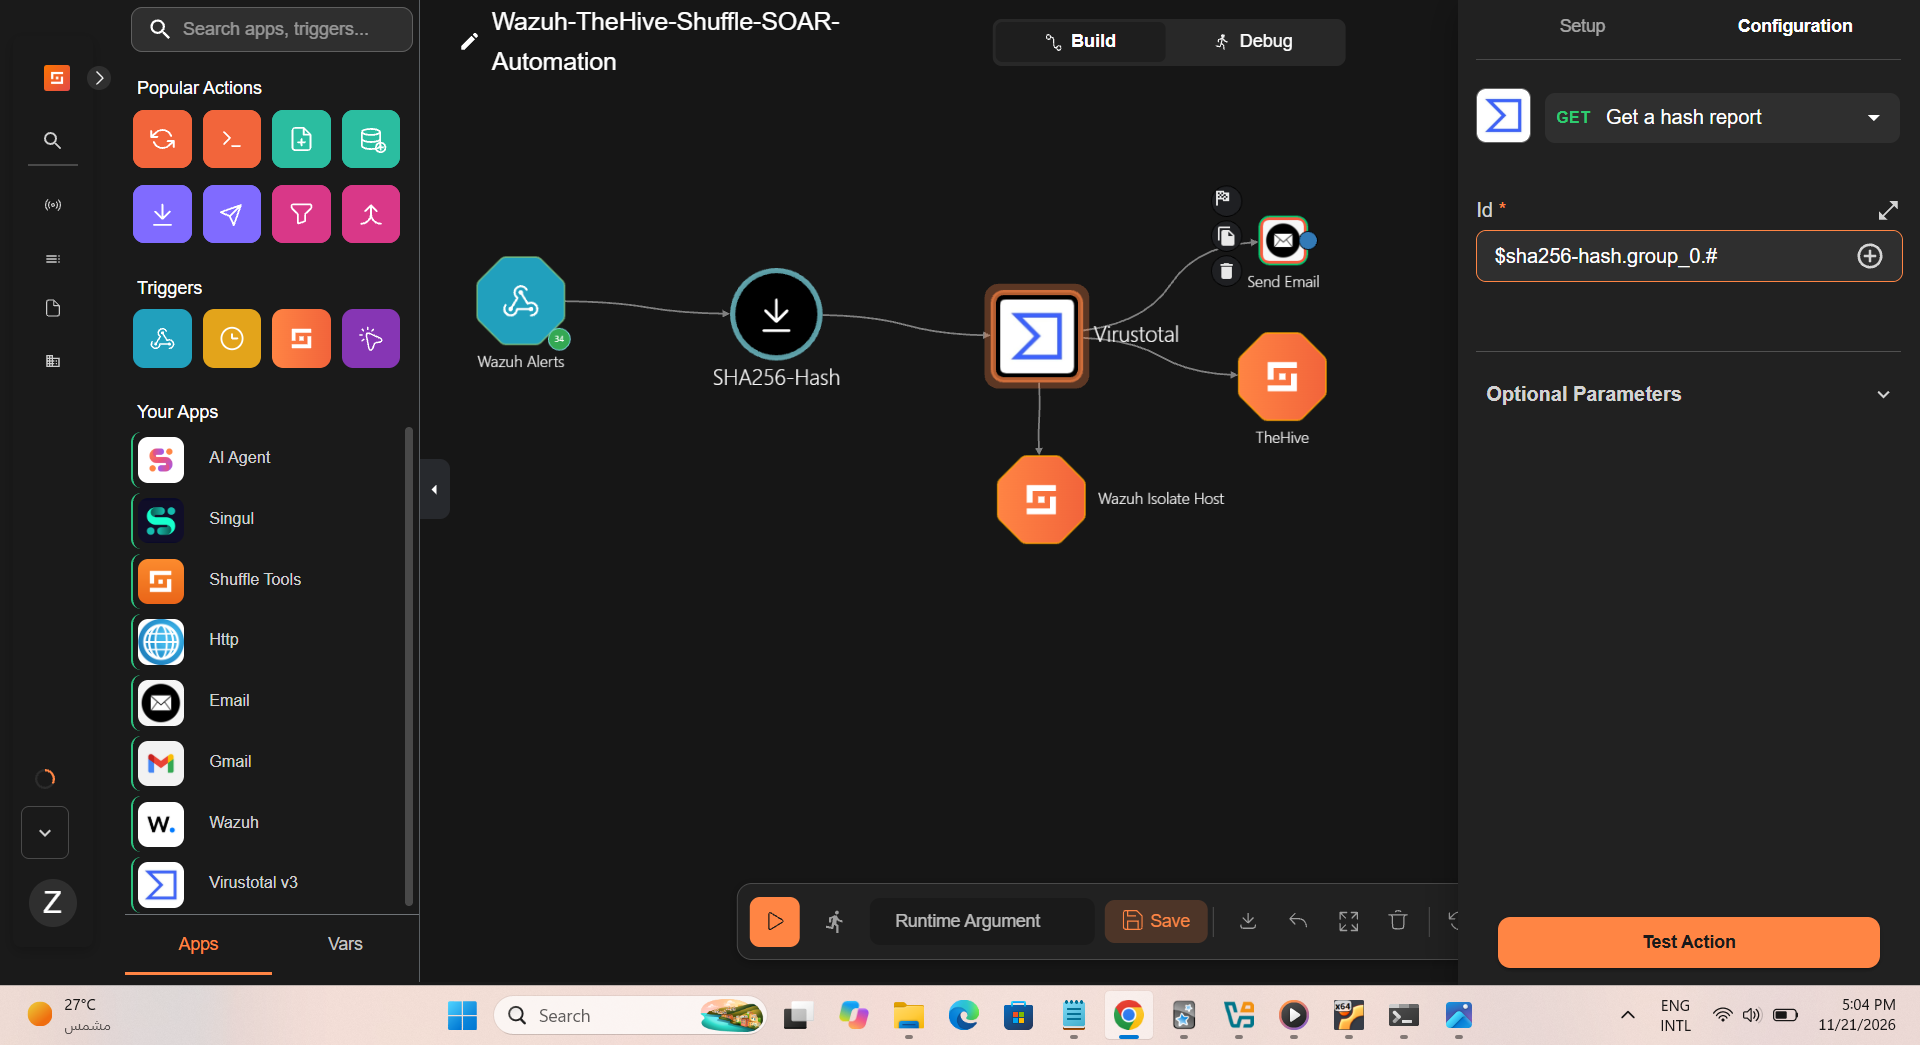 Search apps, triggers...
Popular Actions
Triggers
Your Apps
AI Agent
Singul
Shuffle Tools
Http
Email
Gmail
W.
Wazuh
Virustotal v3
Apps
Vars
Z
Wazuh-TheHive-Shuffle-SOAR-
Automation
Build
Debug
Wazuh Alerts
34
SHA256-Hash
Virustotal
Send Email
TheHive
Wazuh Isolate Host
Runtime Argument
Save
Setup
Configuration
GET Get a hash report
Id *
$sha256-hash.group_0.#
Optional Parameters
Test Action
27°C
مشمس
Search
x64
ENG
INTL
5:04 PM
11/21/2026